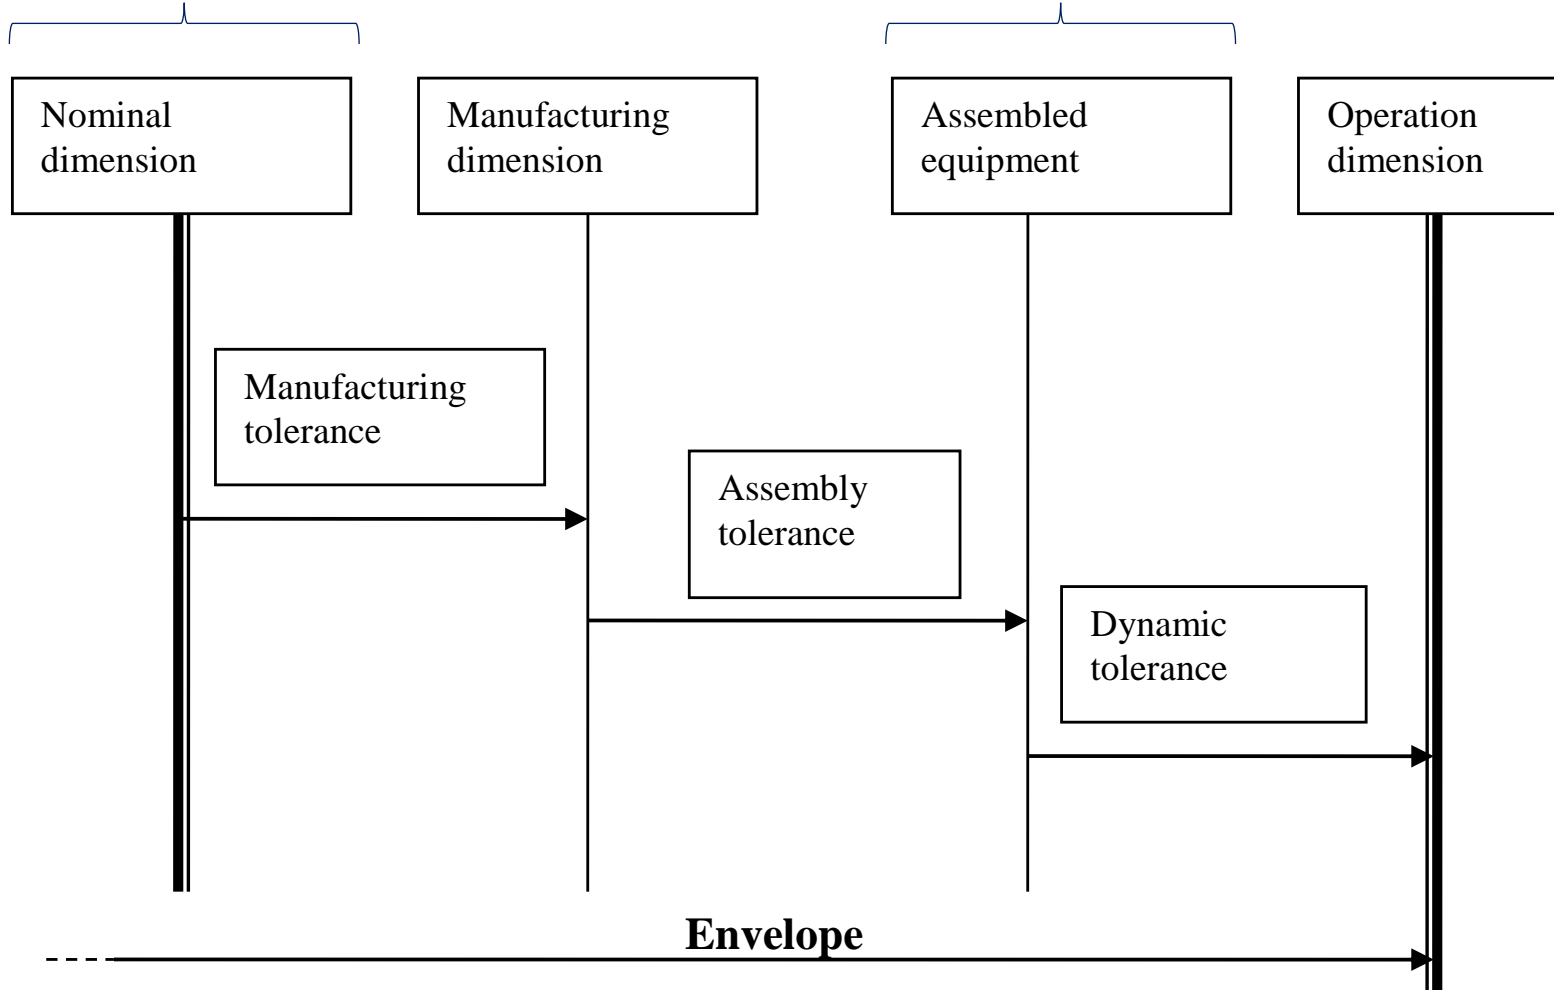 Nominal
dimension
Manufacturing
dimension
Assembled
equipment
Operation
dimension
Manufacturing
tolerance
Assembly
tolerance
Dynamic
tolerance
Envelope